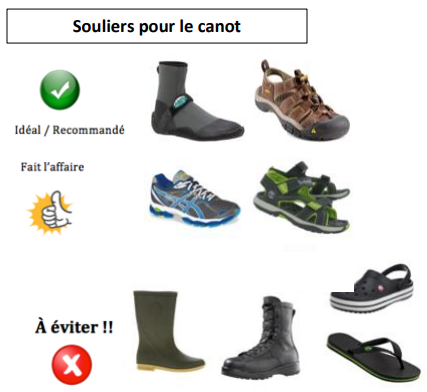 Souliers pour le canot
Idéal / Recommandé
Fait l'affaire
À éviter !!